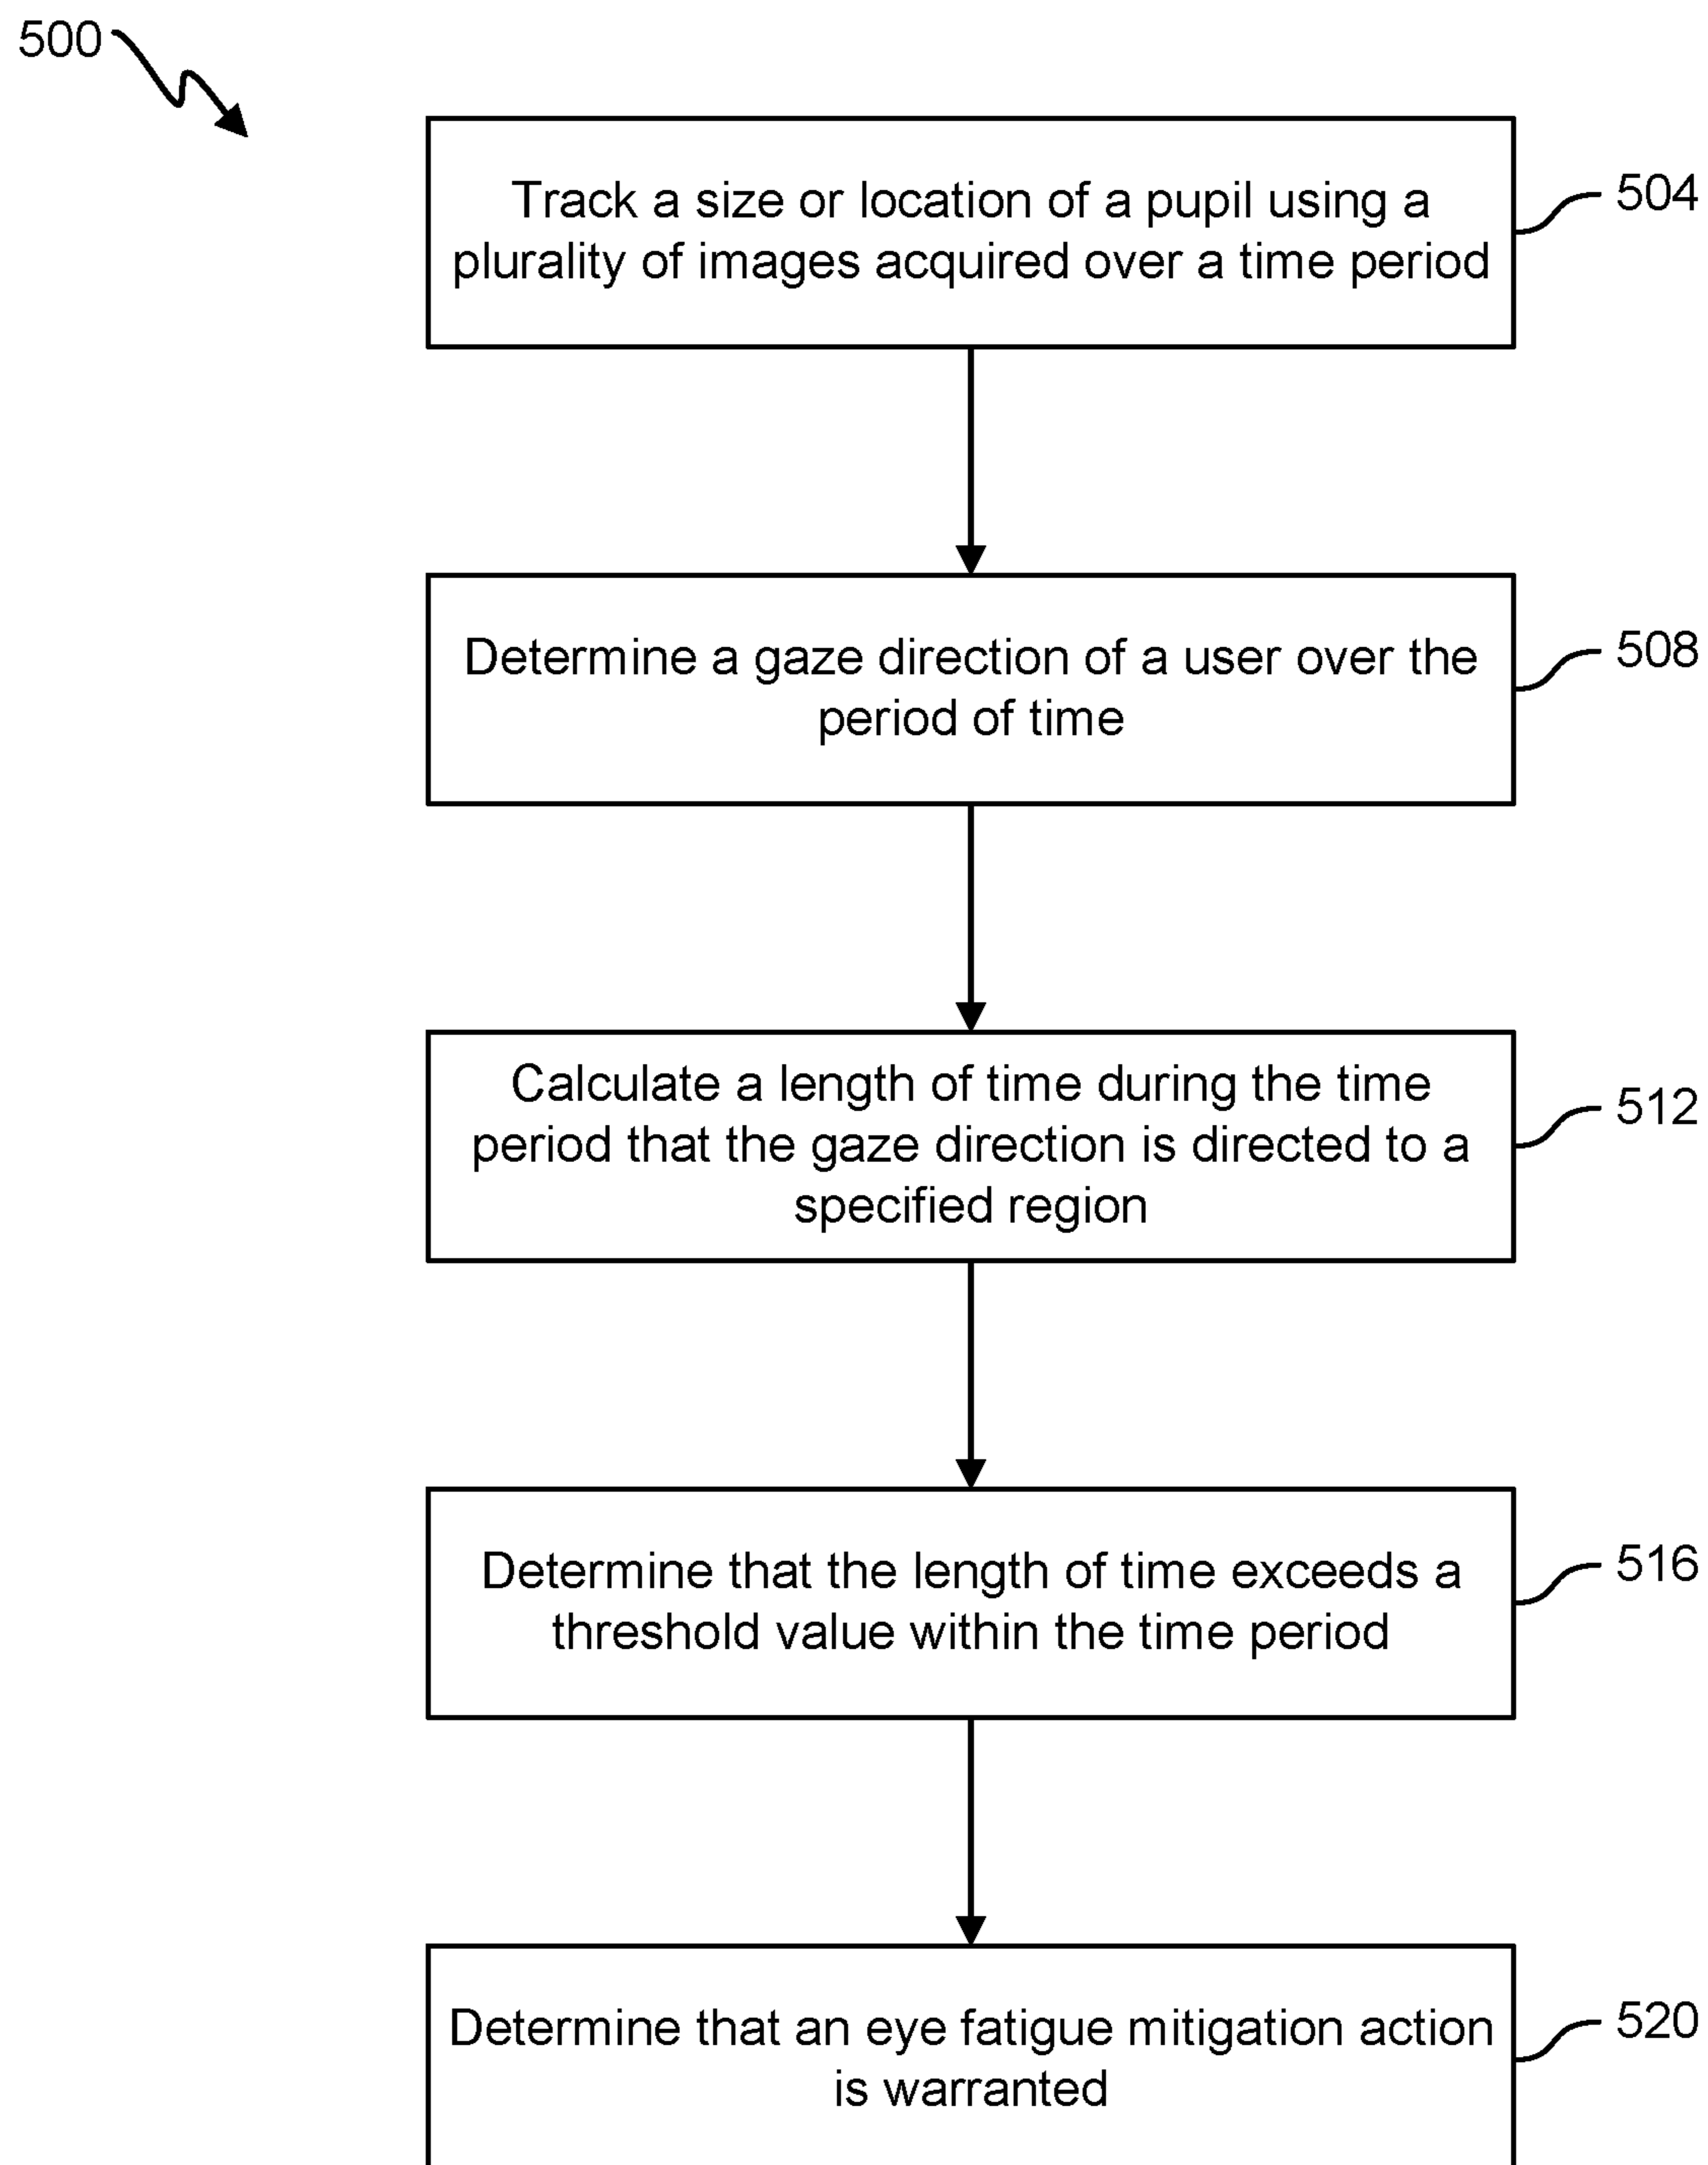 500
Track a size or location of a pupil using a
plurality of images acquired over a time period
504
Determine a gaze direction of a user over the
period of time
508
Calculate a length of time during the time
period that the gaze direction is directed to a
specified region
512
Determine that the length of time exceeds a
threshold value within the time period
516
Determine that an eye fatigue mitigation action
is warranted
520